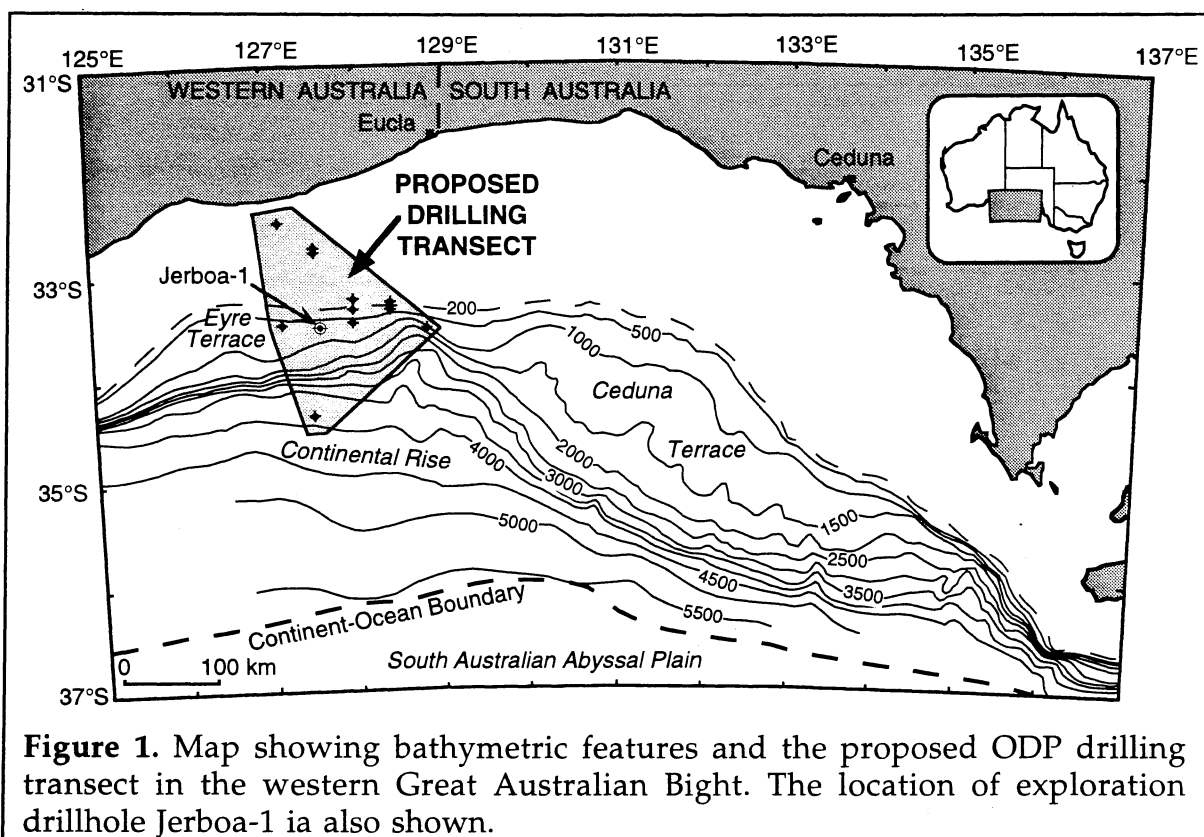 125°E 127°E 129°E 131°E 133°E 135°E 137°E
31°S
WESTERN AUSTRALIA SOUTH AUSTRALIA
Eucla
Ceduna
PROPOSED
DRILLING
TRANSECT
Jerboa-1
33°S
200
Eyre
Terrace
500
1000
Ceduna
Terrace
Continental Rise
4000
2000
3000
35°S
5000
1500
2500
4500
3500
5500
Continent-Ocean Boundary
0 100 km
South Australian Abyssal Plain
37°S
Figure 1. Map showing bathymetric features and the proposed ODP drilling
transect in the western Great Australian Bight. The location of exploration
drillhole Jerboa-1 ia also shown.